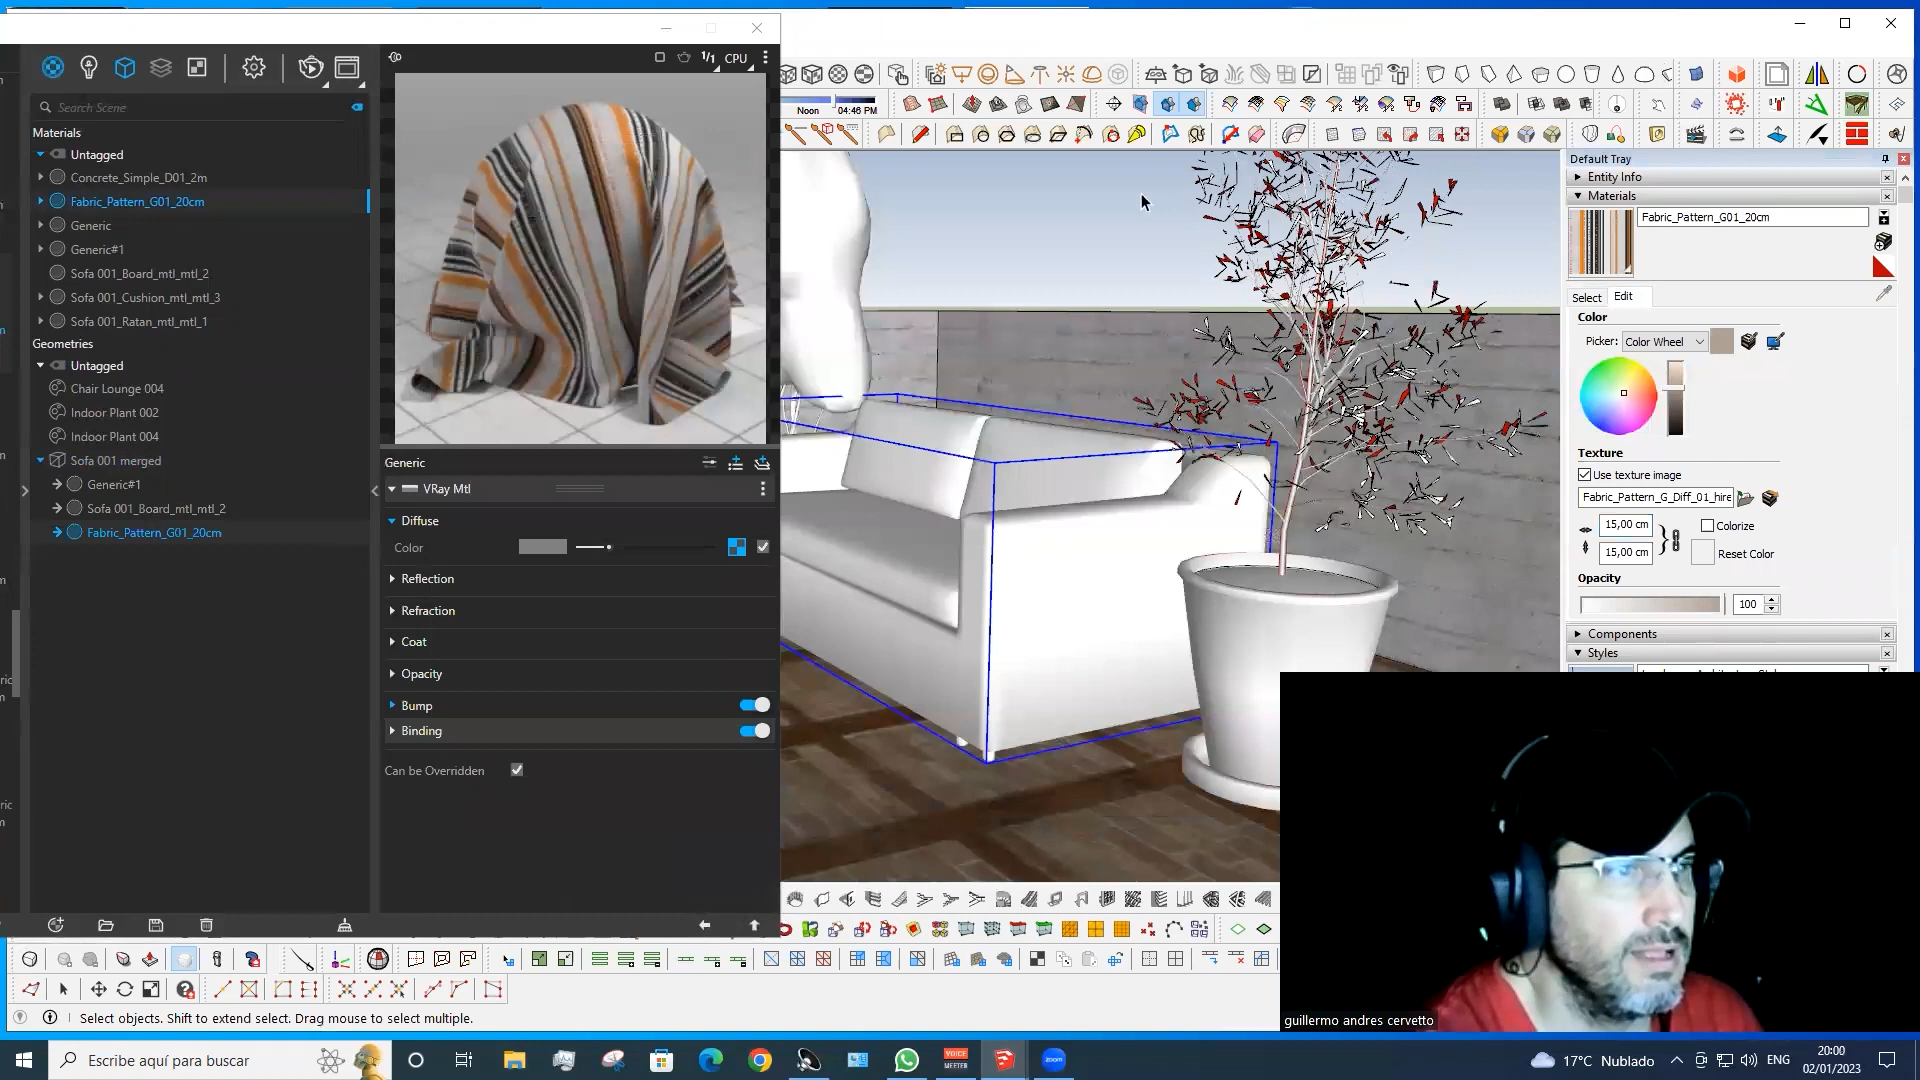 1/1 CPU
Search Scene
Materials
Untagged
Concrete_Simple_D01_2m
Fabric_Pattern_G01_20cm
Generic
Generic#1
Sofa 001_Board_mtl_mtl_2
Sofa 001_Cushion_mtl_mtl_3
Sofa 001_Ratan_mtl_mtl_1
Geometries
Untagged
Chair Lounge 004
Indoor Plant 002
Indoor Plant 004
Sofa 001 merged
Generic#1
Sofa 001_Board_mtl_mtl_2
Fabric_Pattern_G01_20cm
Generic
VRay Mtl
Diffuse
Color
Reflection
Refraction
Coat
Opacity
Bump
Binding
Can be Overridden
Noon
04:46 PM
Default Tray
Entity Info
Materials
Fabric_Pattern_G01_20cm
Select Edit
Color
Picker: Color Wheel
Texture
Use texture image
Fabric_Pattern_G_Diff_01_hire
15,00 cm
Colorize
15,00 cm
Reset Color
Opacity
100
Components
Styles
guillermo andres cervetto
Select objects. Shift to extend select. Drag mouse to select multiple.
Escribe aquí para buscar
VOICE
MEETER
zoom
17°C Nublado
ENG
20:00
02/01/2023